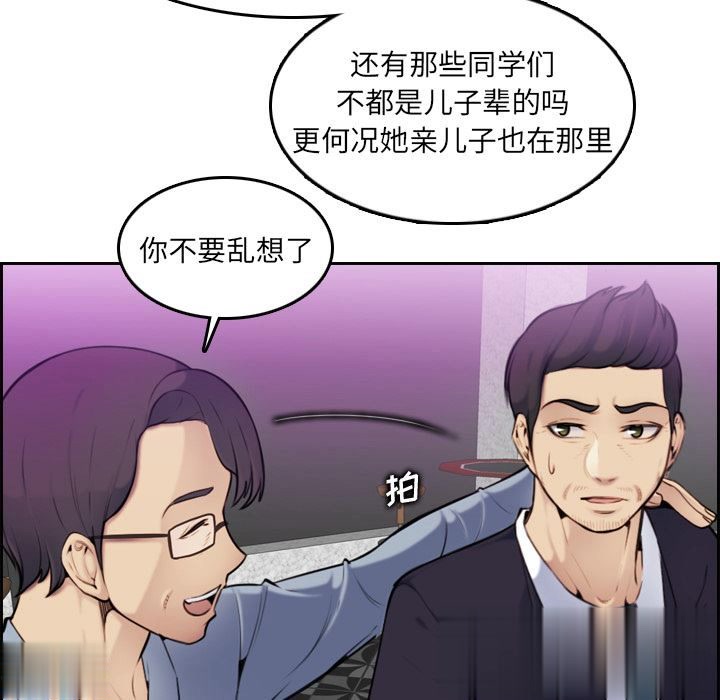 还有那些同学们
不都是儿子辈的吗
更何况她亲儿子也在那里
你不要乱想了
拍